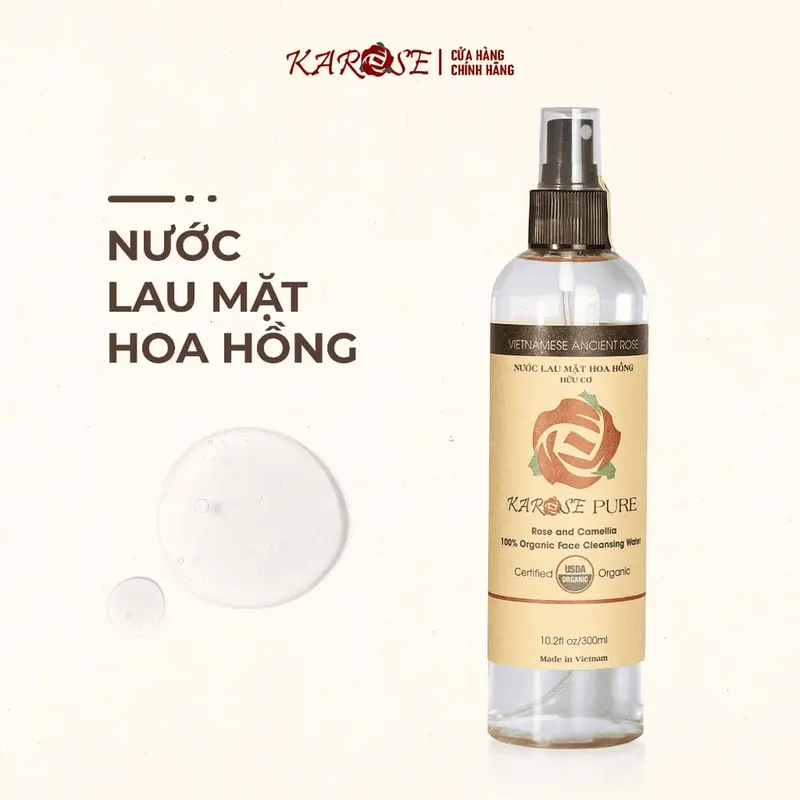 KAROSE
CỬA HÀNG
CHÍNH HÃNG
NƯỚC
LAU MẶT
HOA HỒNG
VIETNAMESE ANCIENT ROSE
NƯỚC LAU MẶT HOA HỒNG
HỮU CƠ
KAROSE PURE
Rose and Camellia
100% Organic Face Cleansing Water
Certified USDA ORGANIC Organic
10.2fl oz/300ml
Made in Vietnam